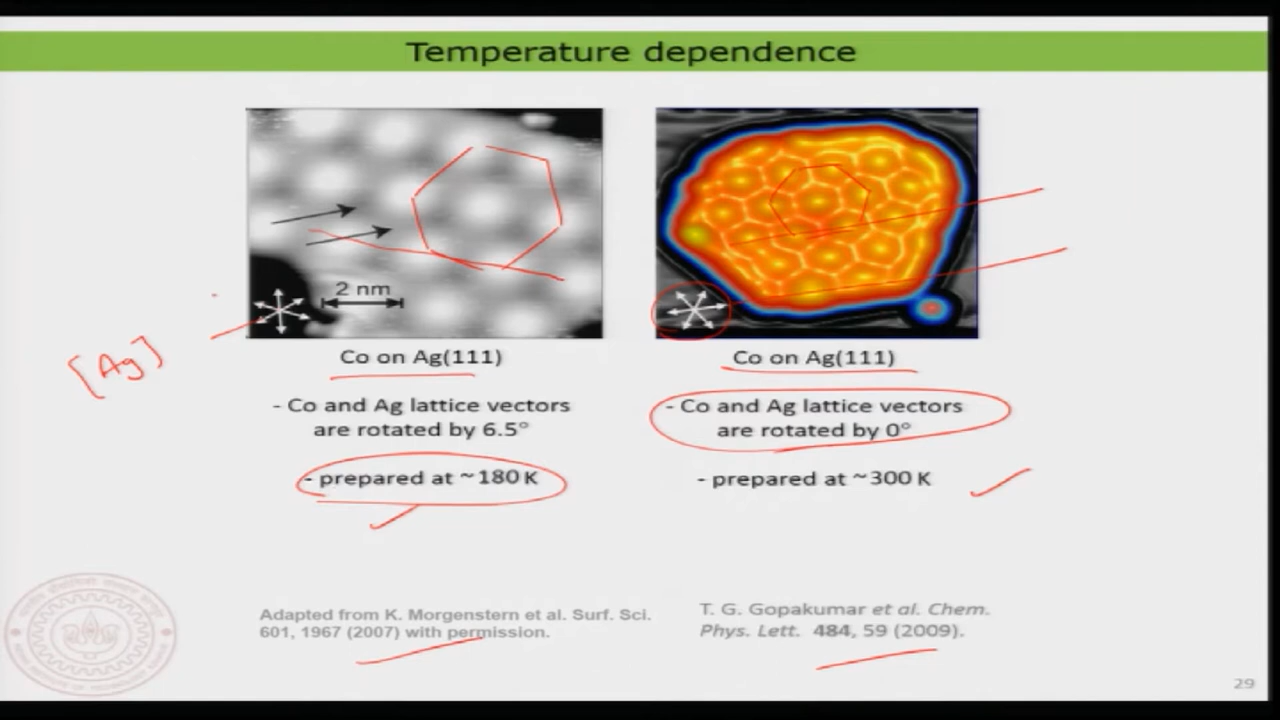 Temperature dependence
2 nm
[Ag]
Co on Ag(111)
- Co and Ag lattice vectors
are rotated by 6.5°
- prepared at ~180 K
Co on Ag(111)
- Co and Ag lattice vectors
are rotated by 0°
- prepared at ~300 K
Adapted from K. Morgenstern et al. Surf. Sci.
601, 1967 (2007) with permission.
T. G. Gopakumar et al. Chem.
Phys. Lett. 484, 59 (2009).
29